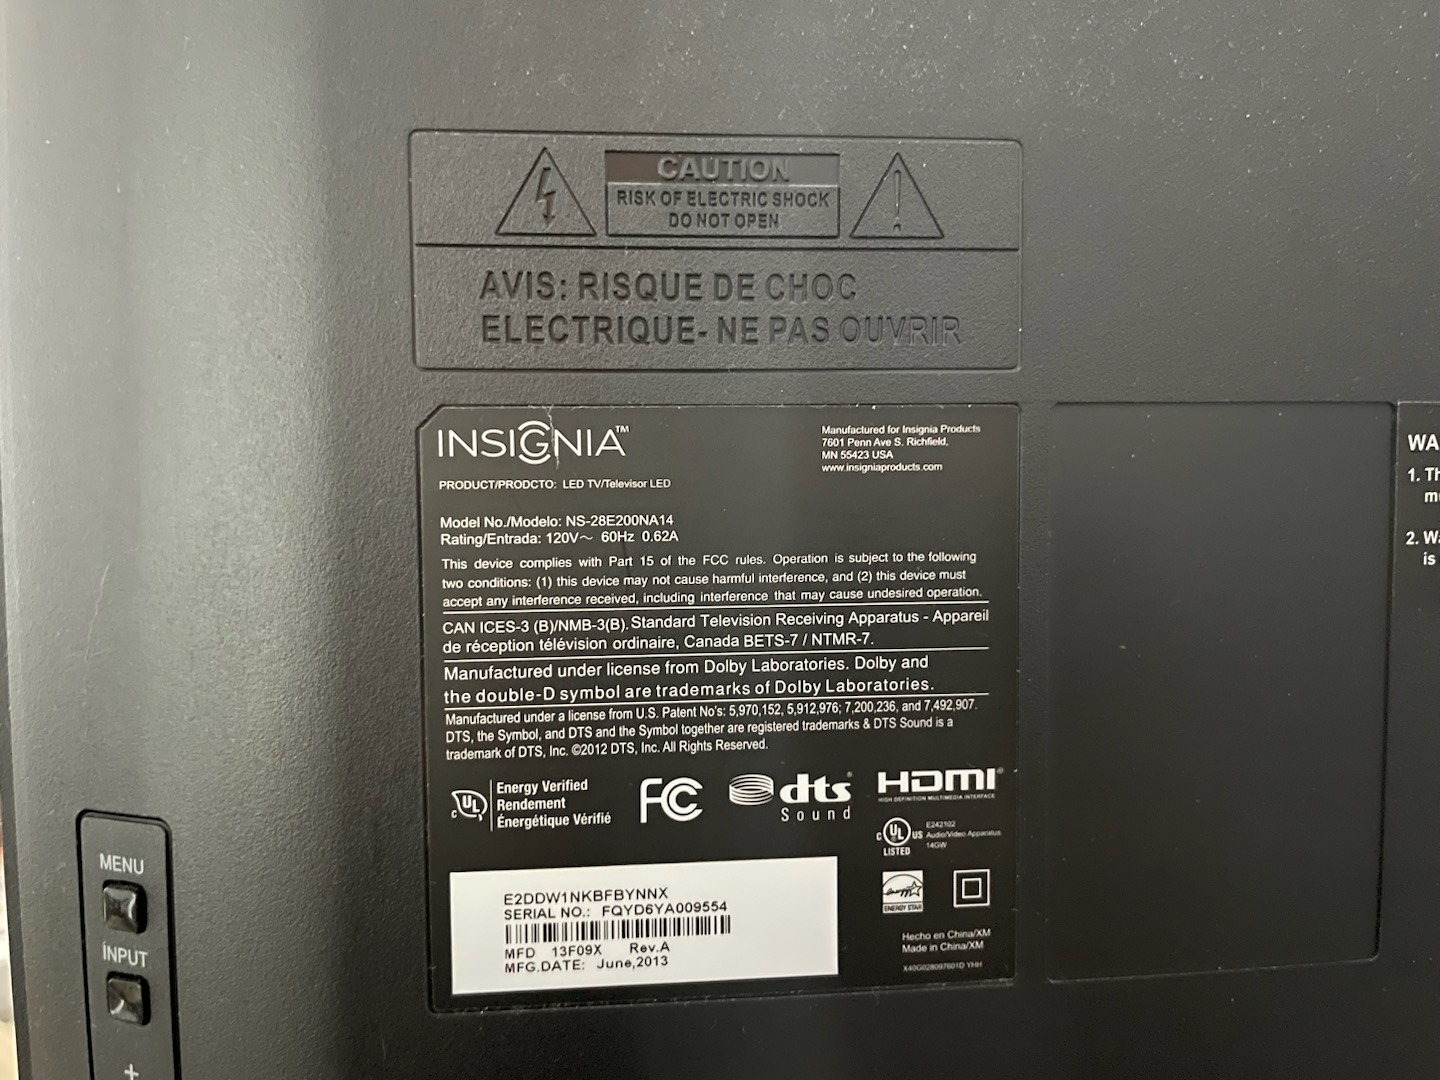 CAUTION
RISK OF ELECTRIC SHOCK
DO NOT OPEN
AVIS: RISQUE DE CHOC
ELECTRIQUE- NE PAS OUVRIR
INSIGNIA™
Manufactured for Insignia Products
7601 Penn Ave S. Richfield,
MN 55423 USA
www.insigniaproducts.com
PRODUCT/PRODCTO: LED TV/Televisor LED
Model No./Modelo: NS-28E200NA14
Rating/Entrada: 120V～ 60Hz 0.62A
This device complies with Part 15 of the FCC rules. Operation is subject to the following
two conditions: (1) this device may not cause harmful interference, and (2) this device must
accept any interference received, including interference that may cause undesired operation.
CAN ICES-3 (B)/NMB-3(B). Standard Television Receiving Apparatus - Appareil
de réception télévision ordinaire, Canada BETS-7 / NTMR-7.
Manufactured under license from Dolby Laboratories. Dolby and
the double-D symbol are trademarks of Dolby Laboratories.
Manufactured under a license from U.S. Patent No's: 5,970,152, 5,912,976; 7,200,236, and 7,492,907.
DTS, the Symbol, and DTS and the Symbol together are registered trademarks & DTS Sound is a
trademark of DTS, Inc. ©2012 DTS, Inc. All Rights Reserved.
c UL
Energy Verified
Rendement
Énergétique Vérifié
FC
dts®
Sound
HDMI®
HIGH DEFINITION MULTIMEDIA INTERFACE
c UL US
LISTED
E242102
Audio/Video Apparatus
14GW
energy
ENERGY STAR
E2DDW1NKBFBYNNX
SERIAL NO.: FQYD6YA009554
MFD 13F09X Rev.A
MFG.DATE: June,2013
Hecho en China/XM
Made in China/XM
X40G028097601D YHH
MENU
INPUT
+
WA
1. Th
m
2. Wa
is